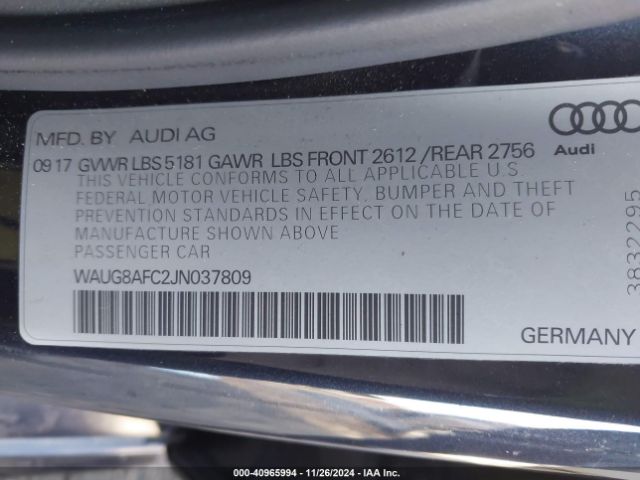 MFD. BY AUDI AG
09 17 GVWR LBS 5181 GAWR LBS FRONT 2612 /REAR 2756
THIS VEHICLE CONFORMS TO ALL APPLICABLE U.S.
FEDERAL MOTOR VEHICLE SAFETY, BUMPER AND THEFT
PREVENTION STANDARDS IN EFFECT ON THE DATE OF
MANUFACTURE SHOWN ABOVE
PASSENGER CAR
WAUG8AFC2JN037809
Audi
3832295
GERMANY
000-40965994 | 11/26/2024 | IAA Inc.